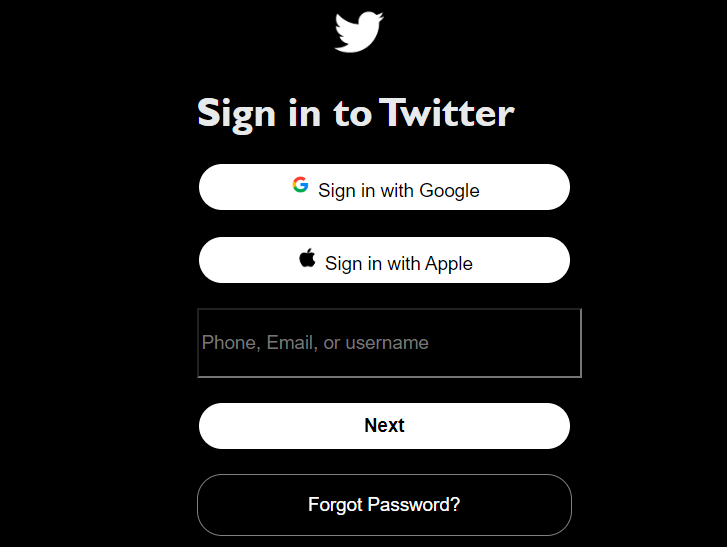 Sign in to Twitter
Sign in with Google
Sign in with Apple
Phone, Email, or username
Next
Forgot Password?